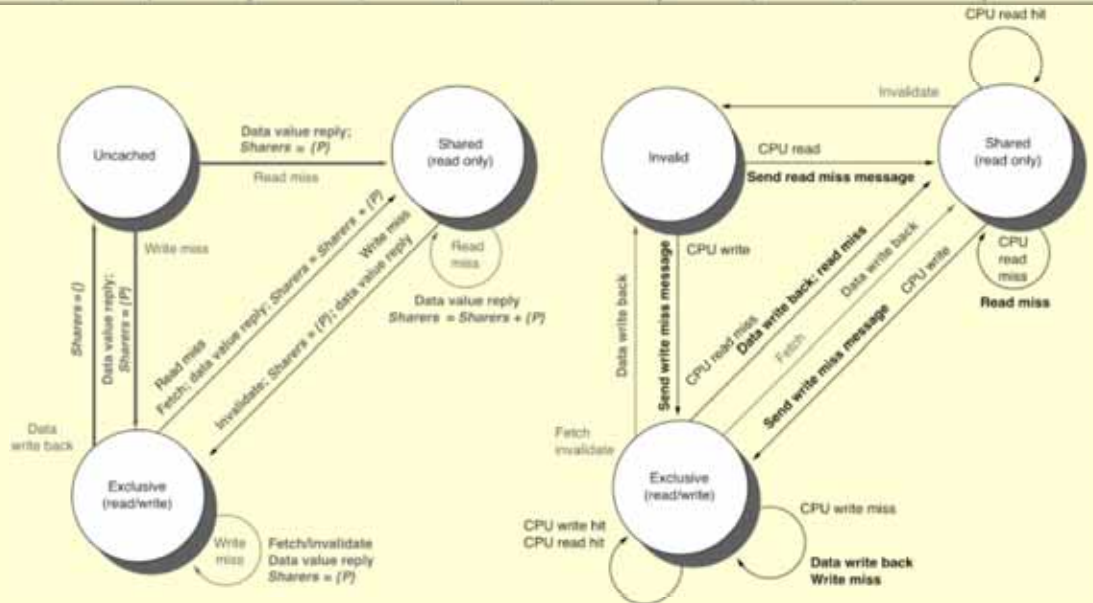 Uncached
Data value reply;
Sharers = {P}
Read miss
Shared
(read only)
Write miss
Sharers = {}
Data value reply;
Sharers = {P}
Read miss
Fetch; data value reply; Sharers = Sharers + {P}
Write miss
Invalidate; Sharers = {P}; data value reply
Read
miss
Data value reply
Sharers = Sharers + {P}
Data
write back
Exclusive
(read/write)
Write
miss
Fetch/Invalidate
Data value reply
Sharers = {P}
CPU read hit
Invalidate
Invalid
CPU read
Send read miss message
Shared
(read only)
CPU write
Send write miss message
Data write back
Fetch
invalidate
CPU read miss
Data write back; read miss
Fetch
Data write back
CPU write
Send write miss message
CPU
read
miss
Read miss
Exclusive
(read/write)
CPU write hit
CPU read hit
CPU write miss
Data write back
Write miss